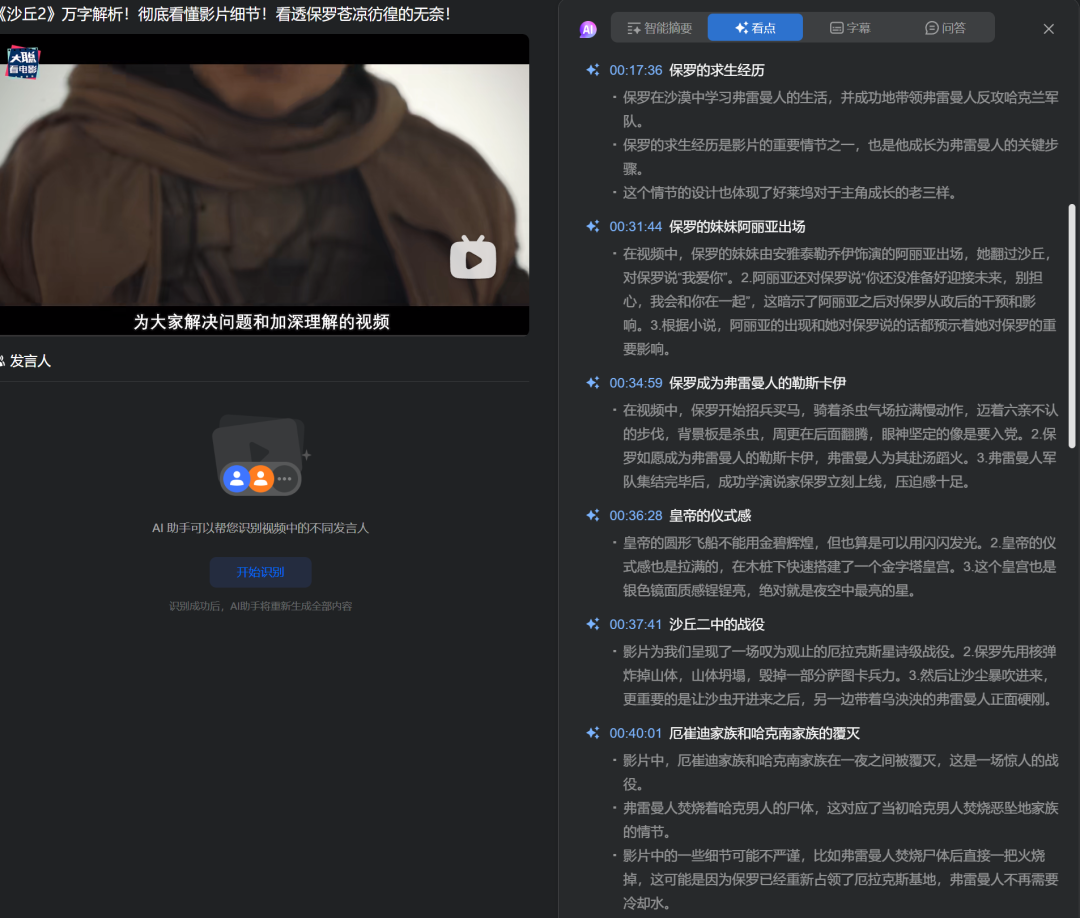 《沙丘2》万字解析！彻底看懂影片细节！看透保罗苍凉彷徨的无奈！
大聪
看电影
为大家解决问题和加深理解的视频
发言人
AI 助手可以帮您识别视频中的不同发言人
开始识别
识别成功后，AI助手将重新生成全部内容
AI
智能摘要
看点
字幕
问答
00:17:36 保罗的求生经历
· 保罗在沙漠中学习弗雷曼人的生活，并成功地带领弗雷曼人反攻哈克兰军
队。
· 保罗的求生经历是影片的重要情节之一，也是他成长为弗雷曼人的关键步
骤。
· 这个情节的设计也体现了好莱坞对于主角成长的老三样。
00:31:44 保罗的妹妹阿丽亚出场
· 在视频中，保罗的妹妹由安雅泰勒乔伊饰演的阿丽亚出场，她翻过沙丘，
对保罗说“我爱你”。2.阿丽亚还对保罗说“你还没准备好迎接未来，别担
心，我会和你在一起”，这暗示了阿丽亚之后对保罗从政后的干预和影
响。3.根据小说，阿丽亚的出现和她对保罗说的话都预示着她对保罗的重
要影响。
00:34:59 保罗成为弗雷曼人的勒斯卡伊
· 在视频中，保罗开始招兵买马，骑着杀虫气场拉满慢动作，迈着六亲不认
的步伐，背景板是杀虫，周更在后面翻腾，眼神坚定的像是要入党。2.保
罗如愿成为弗雷曼人的勒斯卡伊，弗雷曼人为其赴汤蹈火。3.弗雷曼人军
队集结完毕后，成功学演说家保罗立刻上线，压迫感十足。
00:36:28 皇帝的仪式感
· 皇帝的圆形飞船不能用金碧辉煌，但也算是可以用闪闪发光。2.皇帝的仪
式感也是拉满的，在木桩下快速搭建了一个金字塔皇宫。3.这个皇宫也是
银色镜面质感锃锃亮，绝对就是夜空中最亮的星。
00:37:41 沙丘二中的战役
· 影片为我们呈现了一场叹为观止的厄拉克斯星诗级战役。2.保罗先用核弹
炸掉山体，山体坍塌，毁掉一部分萨图卡兵力。3.然后让沙尘暴吹进来，
更重要的是让沙虫开进来之后，另一边带着乌泱泱的弗雷曼人正面硬刚。
00:40:01 厄崔迪家族和哈克南家族的覆灭
· 影片中，厄崔迪家族和哈克南家族在一夜之间被覆灭，这是一场惊人的战
役。
· 弗雷曼人焚烧着哈克男人的尸体，这对应了当初哈克男人焚烧恶坠地家族
的情节。
· 影片中的一些细节可能不严谨，比如弗雷曼人焚烧尸体后直接一把火烧
掉，这可能是因为保罗已经重新占领了厄拉克斯基地，弗雷曼人不再需要
冷却水。